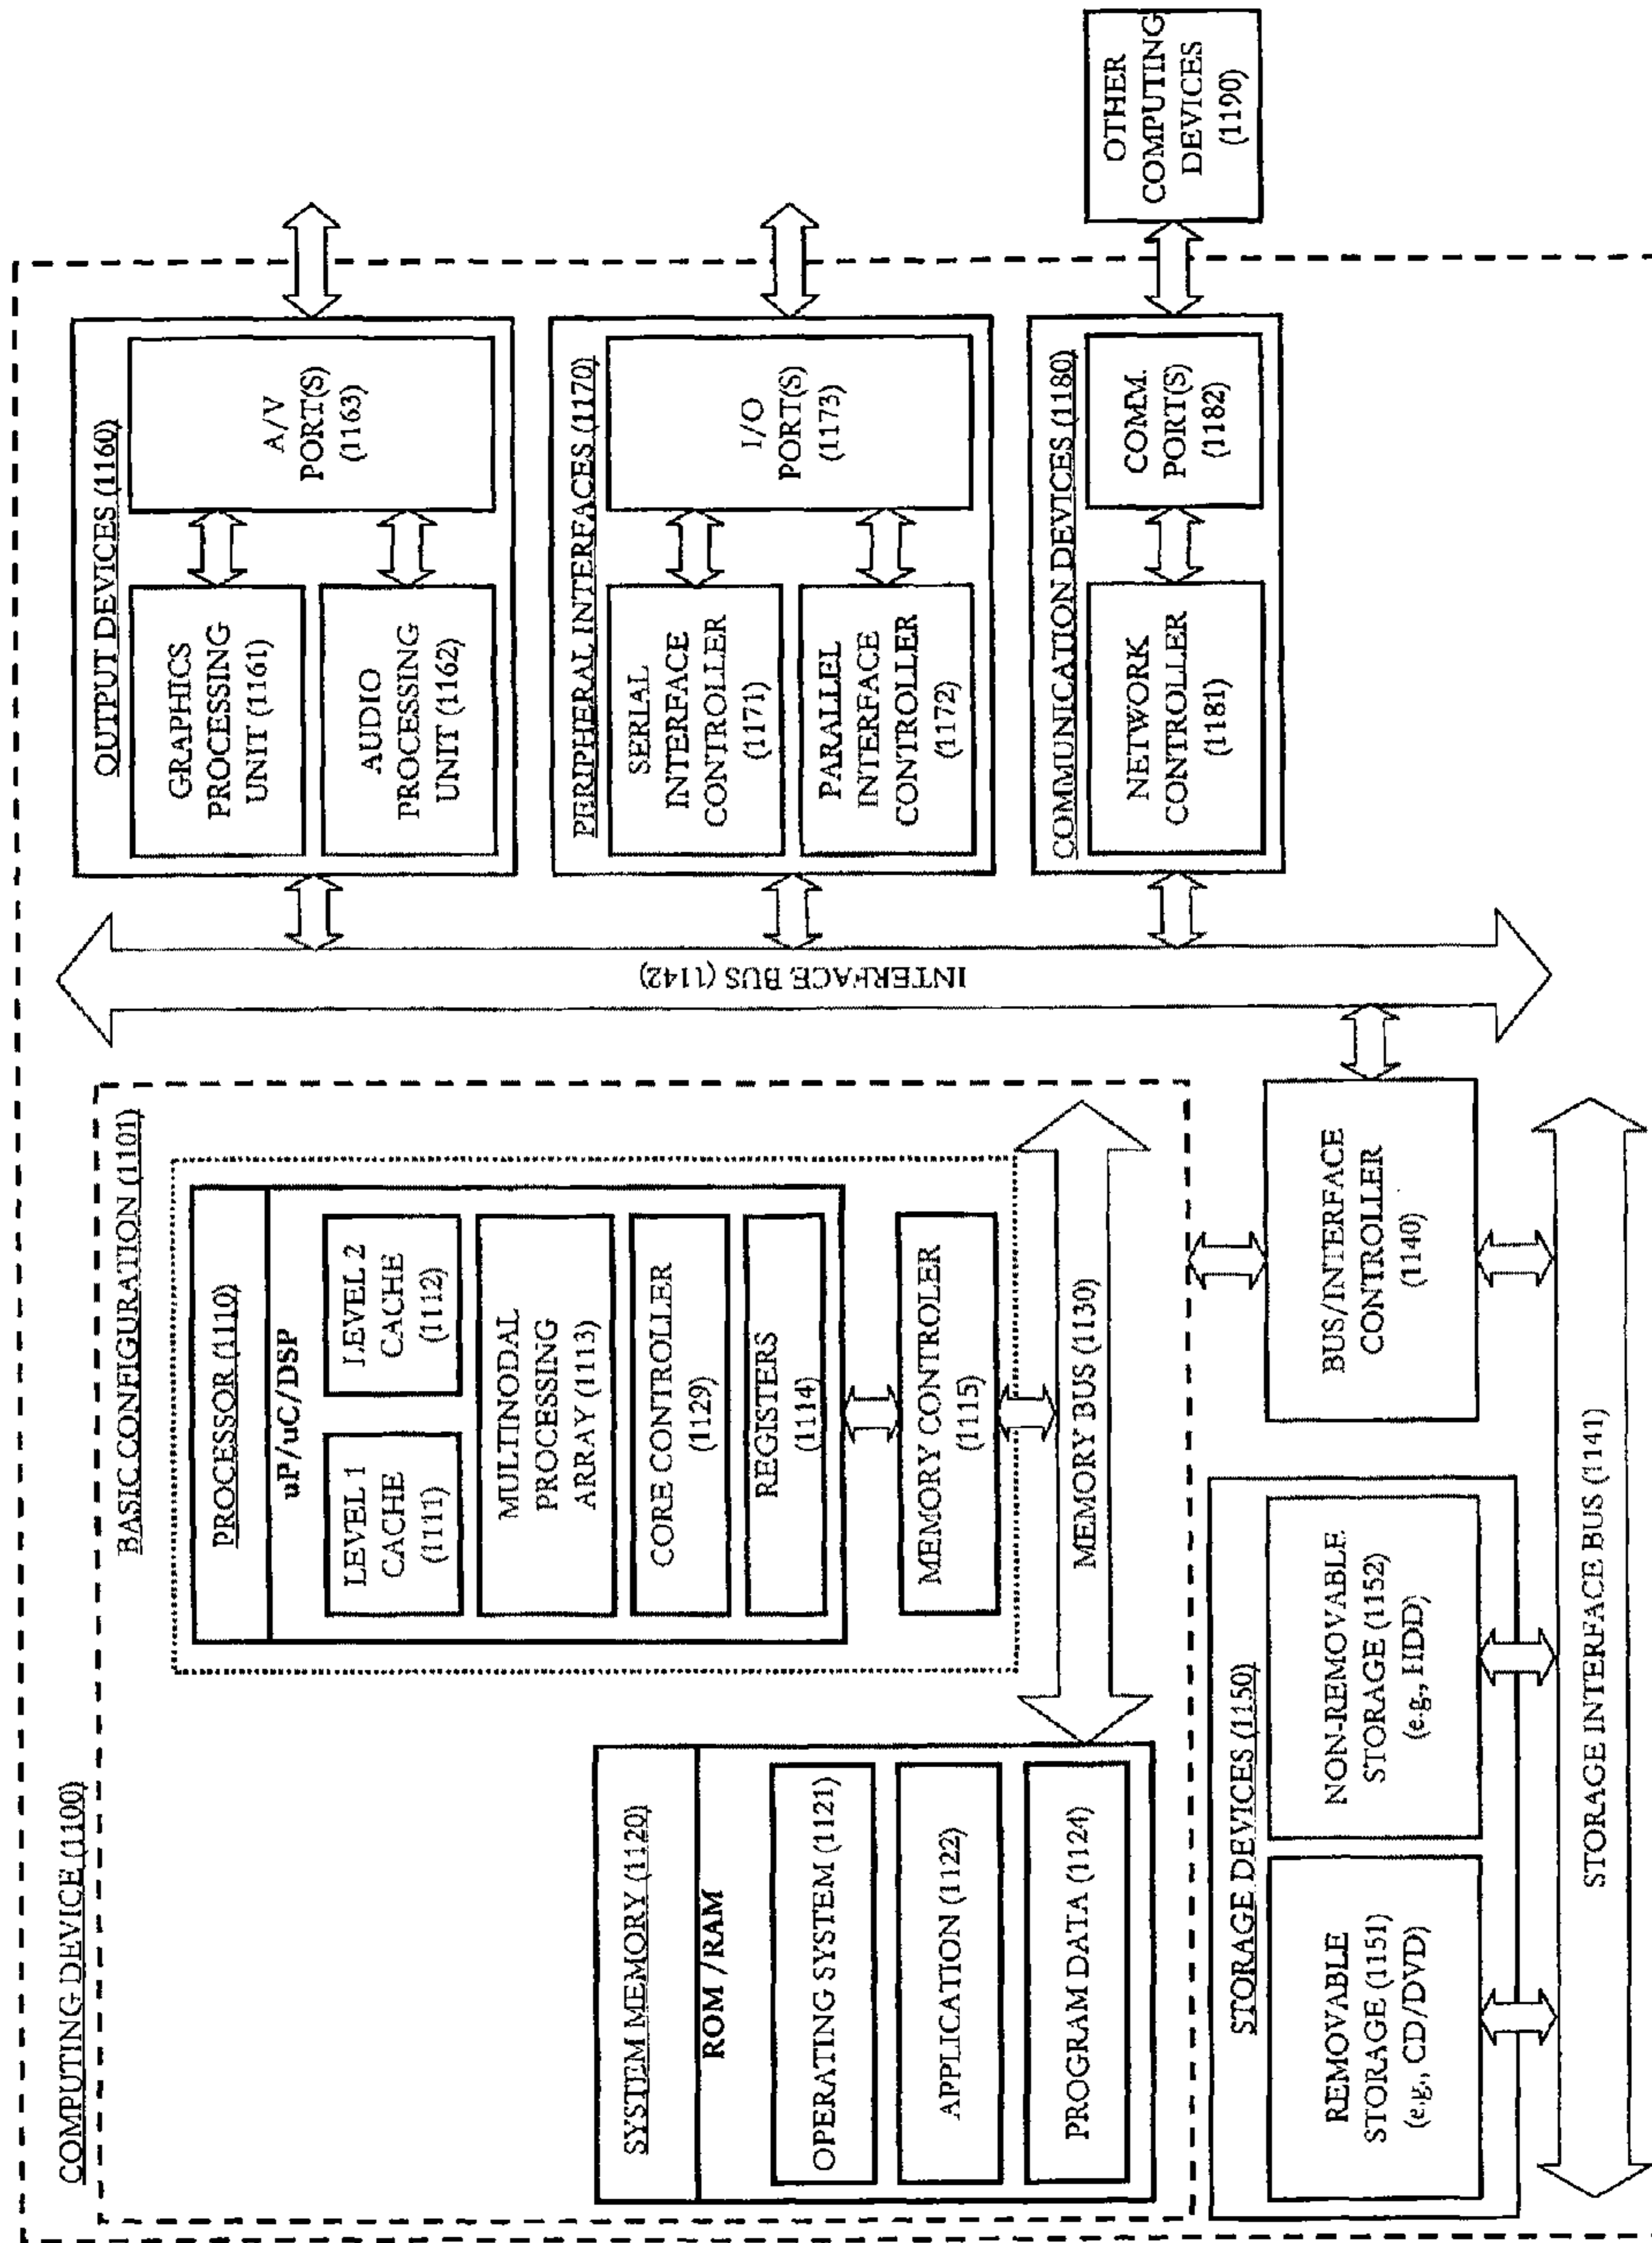 COMPUTING DEVICE (1100)
BASIC CONFIGURATION (1101)
SYSTEM MEMORY (1120)
ROM /RAM
OPERATING SYSTEM (1121)
APPLICATION (1122)
PROGRAM DATA (1124)
PROCESSOR (1110)
uP/uC/DSP
LEVEL 1
CACHE
(1111)
LEVEL 2
CACHE
(1112)
MULTINODAL
PROCESSING
ARRAY (1113)
CORE CONTROLLER
(1129)
REGISTERS
(1114)
MEMORY CONTROLLER
(1115)
MEMORY BUS (1130)
STORAGE DEVICES (1150)
REMOVABLE
STORAGE (1151)
(e.g., CD/DVD)
NON-REMOVABLE
STORAGE (1152)
(e.g., HDD)
STORAGE INTERFACE BUS (1141)
BUS/INTERFACE
CONTROLLER
(1140)
INTERFACE BUS (1142)
OUTPUT DEVICES (1160)
GRAPHICS
PROCESSING
UNIT (1161)
AUDIO
PROCESSING
UNIT (1162)
A/V
PORT(S)
(1163)
PERIPHERAL INTERFACES (1170)
SERIAL
INTERFACE
CONTROLLER
(1171)
PARALLEL
INTERFACE
CONTROLLER
(1172)
I/O
PORT(S)
(1173)
COMMUNICATION DEVICES (1180)
NETWORK
CONTROLLER
(1181)
COMM.
PORT(S)
(1182)
OTHER
COMPUTING
DEVICES
(1190)